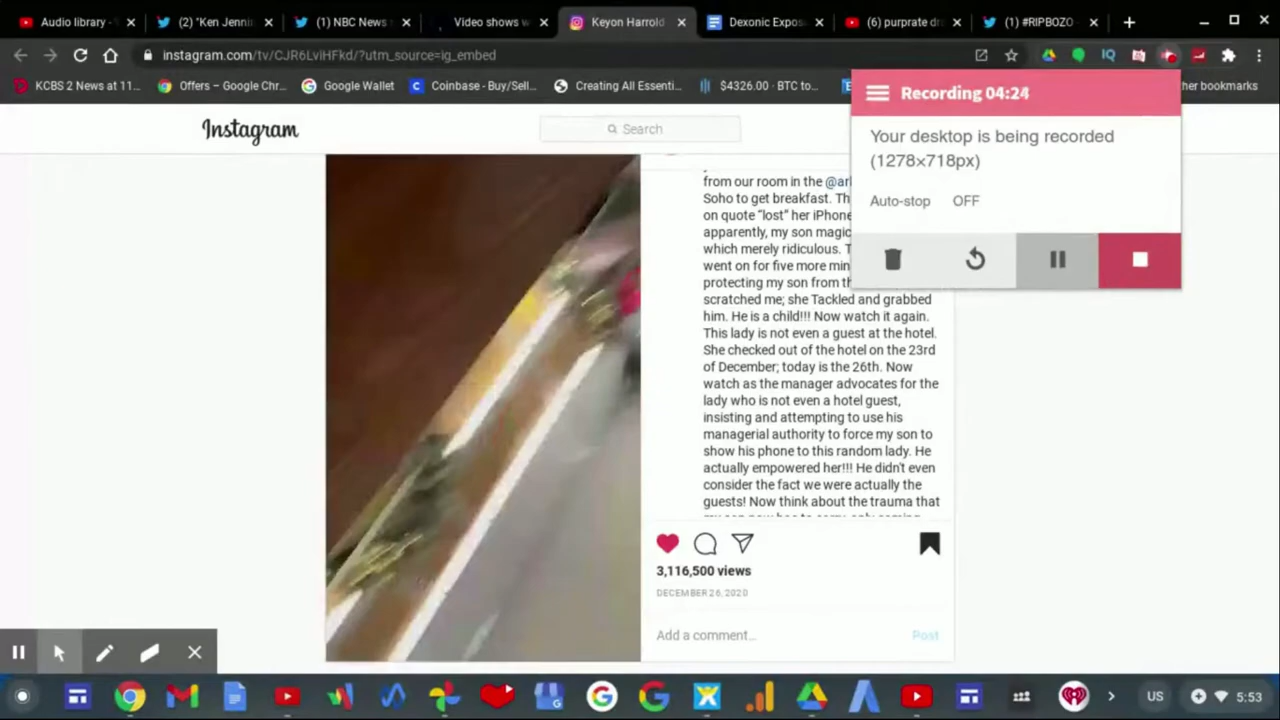 Audio library -
(2) "Ken Jenni
(1) NBC News
Video shows w
Keyon Harrold
Dexonic Expos
(6) purprate dr
(1) #RIPBOZO
instagram.com/tv/CJR6LviHFkd/?utm_source=ig_embed
KCBS 2 News at 11...
Offers – Google Chr...
Google Wallet
Coinbase - Buy/Sell...
Creating All Essenti...
$4326.00 · BTC to...
her bookmarks
Recording 04:24
Your desktop is being recorded
(1278×718px)
Auto-stop OFF
Instagram
Search
from our room in the @arl
Soho to get breakfast. Th
on quote “lost” her iPhone
apparently, my son magic
which merely ridiculous. T
went on for five more min
protecting my son from th
scratched me; she Tackled and grabbed
him. He is a child!!! Now watch it again.
This lady is not even a guest at the hotel.
She checked out of the hotel on the 23rd
of December; today is the 26th. Now
watch as the manager advocates for the
lady who is not even a hotel guest,
insisting and attempting to use his
managerial authority to force my son to
show his phone to this random lady. He
actually empowered her!!! He didn't even
consider the fact we were actually the
guests! Now think about the trauma that
3,116,500 views
DECEMBER 26, 2020
Add a comment...
Post
US
5:53